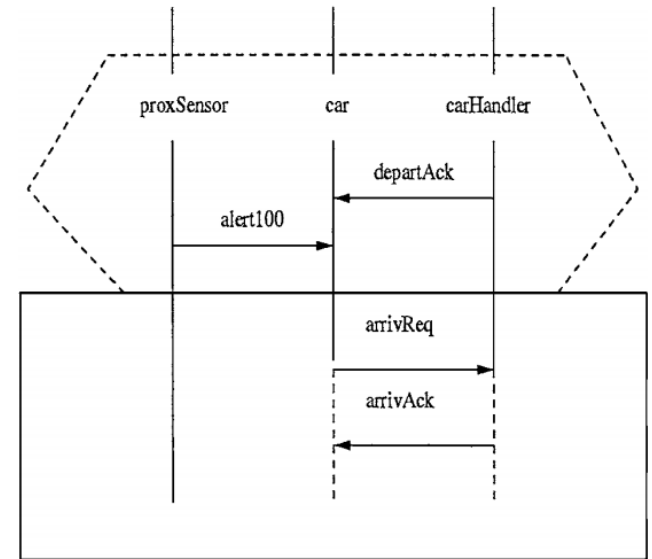 proxSensor car carHandler
departAck
alert100
arrivReq
arrivAck